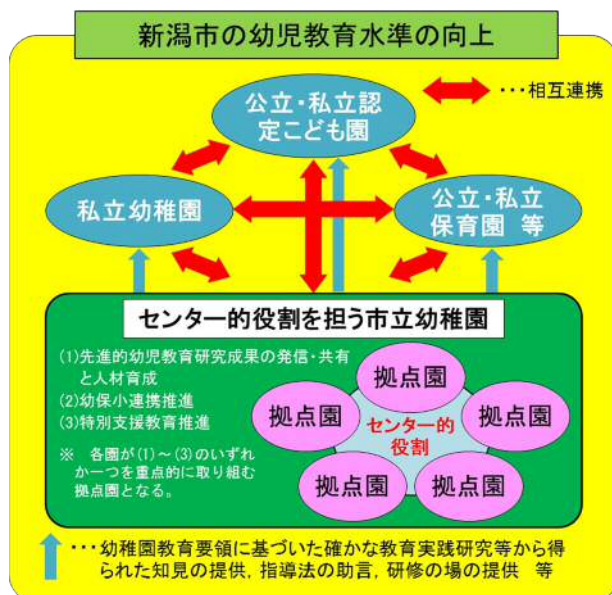 新潟市の幼児教育水準の向上
公立・私立認
定こども園
・・・相互連携
私立幼稚園
公立・私立
保育園 等
センター的役割を担う市立幼稚園
(1)先進的幼児教育研究成果の発信・共有
と人材育成
(2)幼保小連携推進
(3)特別支援教育推進
※ 各園が(1)～(3)のいずれ
か一つを重点的に取り組む
拠点園となる。
拠点園
拠点園
拠点園
センター的
役割
拠点園
拠点園
・・・幼稚園教育要領に基づいた確かな教育実践研究等から得
られた知見の提供，指導法の助言，研修の場の提供 等